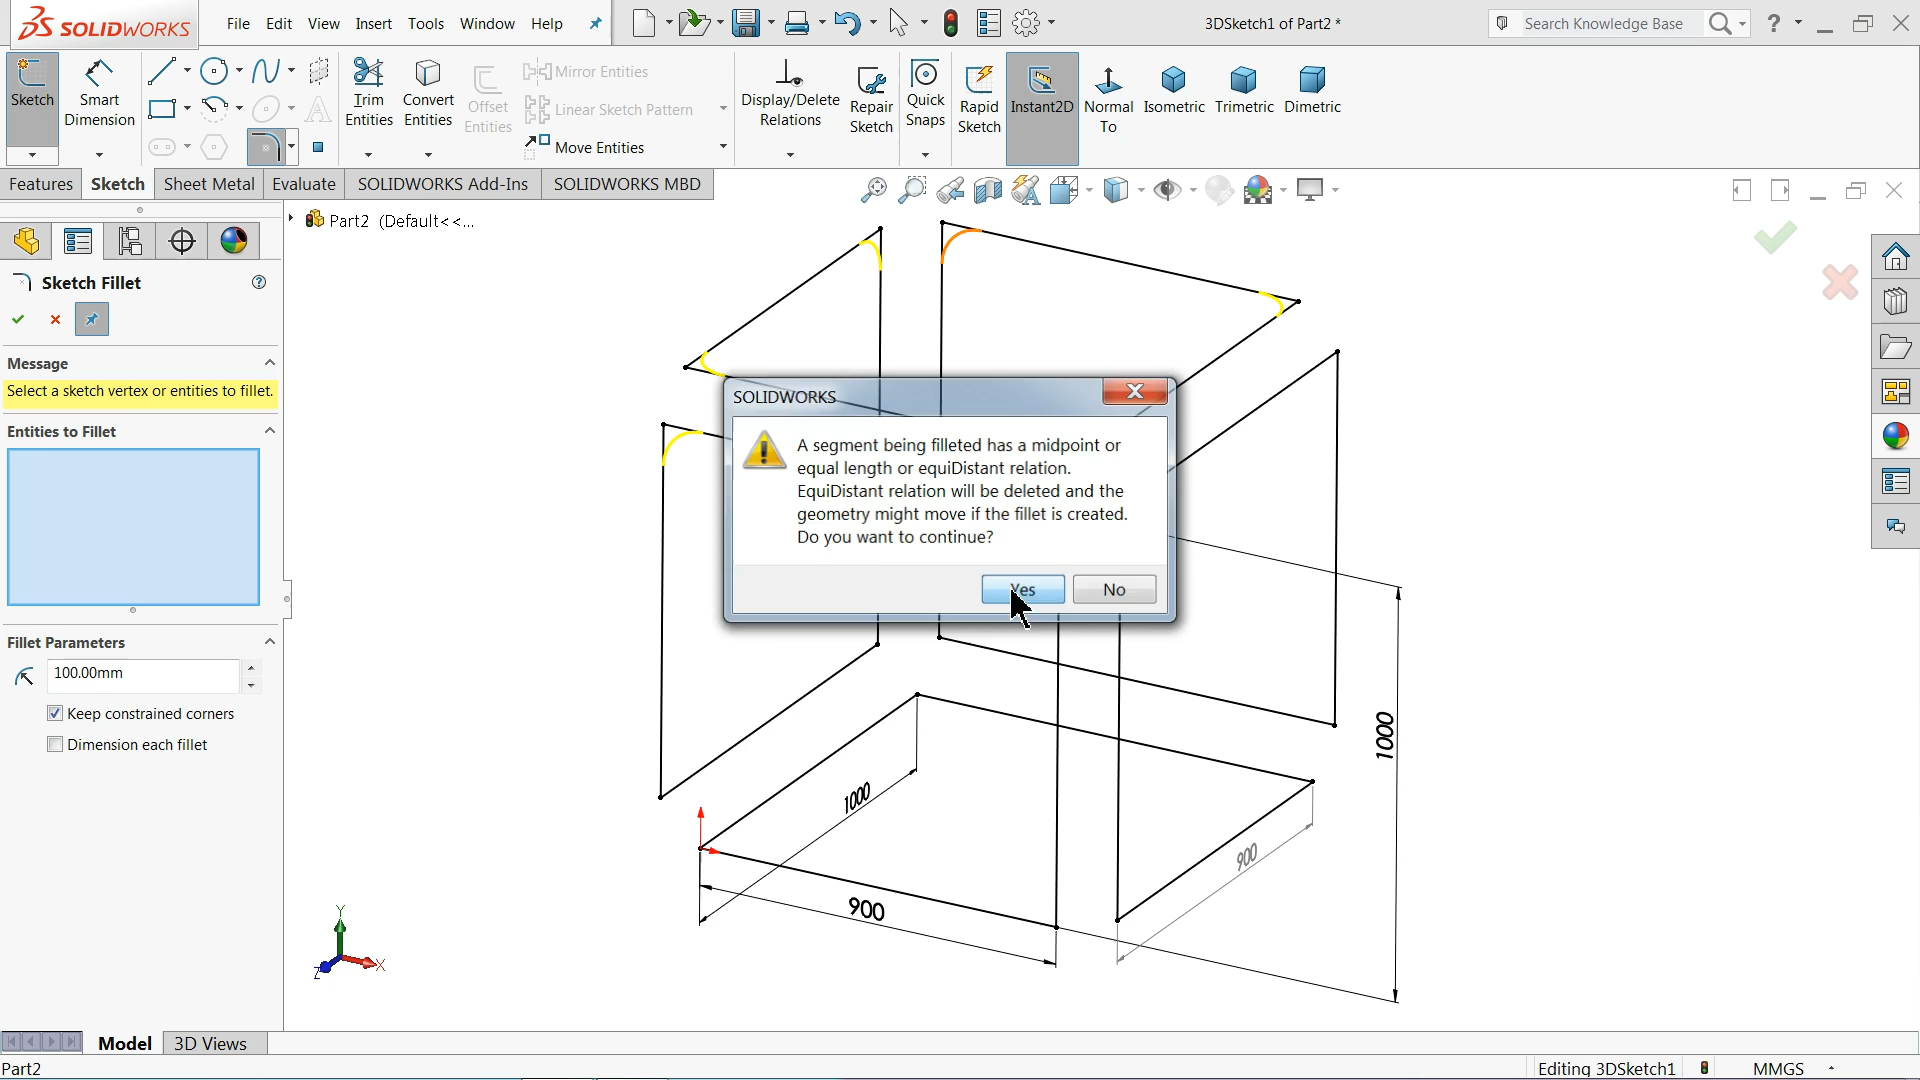 SOLIDWORKS
File Edit View Insert Tools Window Help
3DSketch1 of Part2 *
Search Knowledge Base
?
Sketch
Smart Dimension
Trim Entities
Convert Entities
Offset Entities
Mirror Entities
Linear Sketch Pattern
Move Entities
Display/Delete Relations
Repair Sketch
Quick Snaps
Rapid Sketch
Instant2D
Normal To
Isometric
Trimetric
Dimetric
Features Sketch Sheet Metal Evaluate SOLIDWORKS Add-Ins SOLIDWORKS MBD
Part2 (Default<<...
Sketch Fillet
?
Message
Select a sketch vertex or entities to fillet.
Entities to Fillet
Fillet Parameters
100.00mm
Keep constrained corners
Dimension each fillet
SOLIDWORKS
A segment being filleted has a midpoint or
equal length or equiDistant relation.
EquiDistant relation will be deleted and the
geometry might move if the fillet is created.
Do you want to continue?
Yes No
1000
1000
900
900
Y
X
Z
Model 3D Views
Part2
Editing 3DSketch1
MMGS